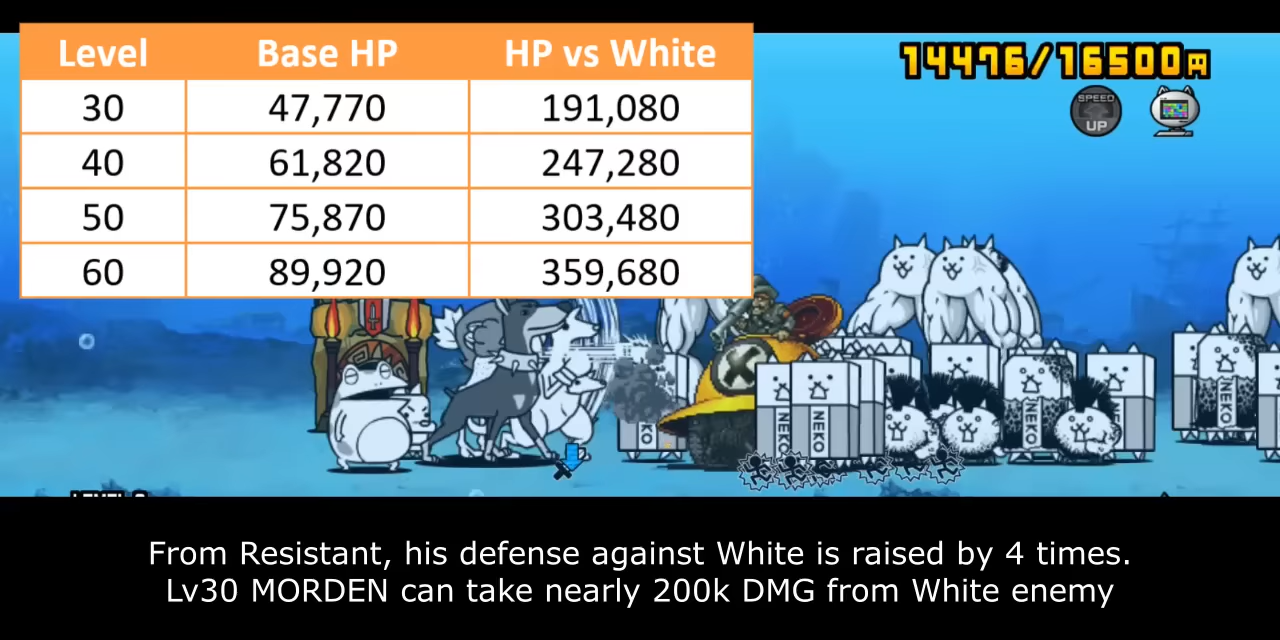 Level Base HP HP vs White
14476/16500円
30 47,770 191,080
SPEED
UP
40 61,820 247,280
50 75,870 303,480
60 89,920 359,680
NEKO
NEKO
NEKO
NEKO
From Resistant, his defense against White is raised by 4 times.
Lv30 MORDEN can take nearly 200k DMG from White enemy